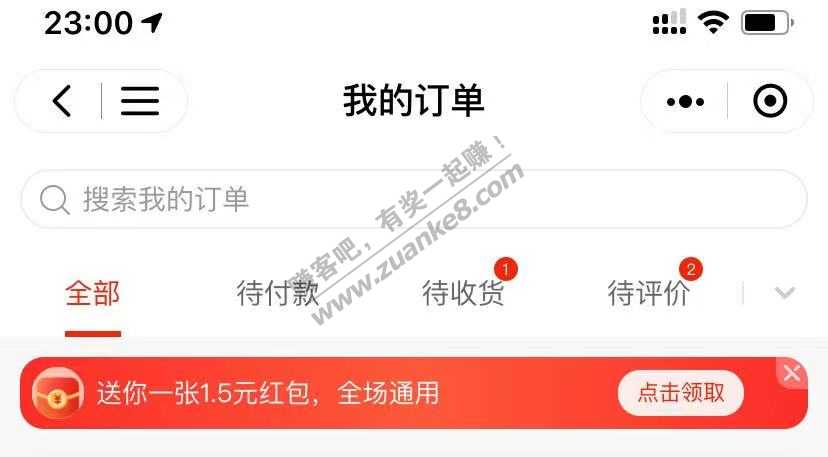 23:00
我的订单
搜索我的订单
赚客吧，有奖一起赚！
www.zuanke8.com
全部 待付款 待收货 1 待评价 2
送你一张1.5元红包，全场通用 点击领取
¥